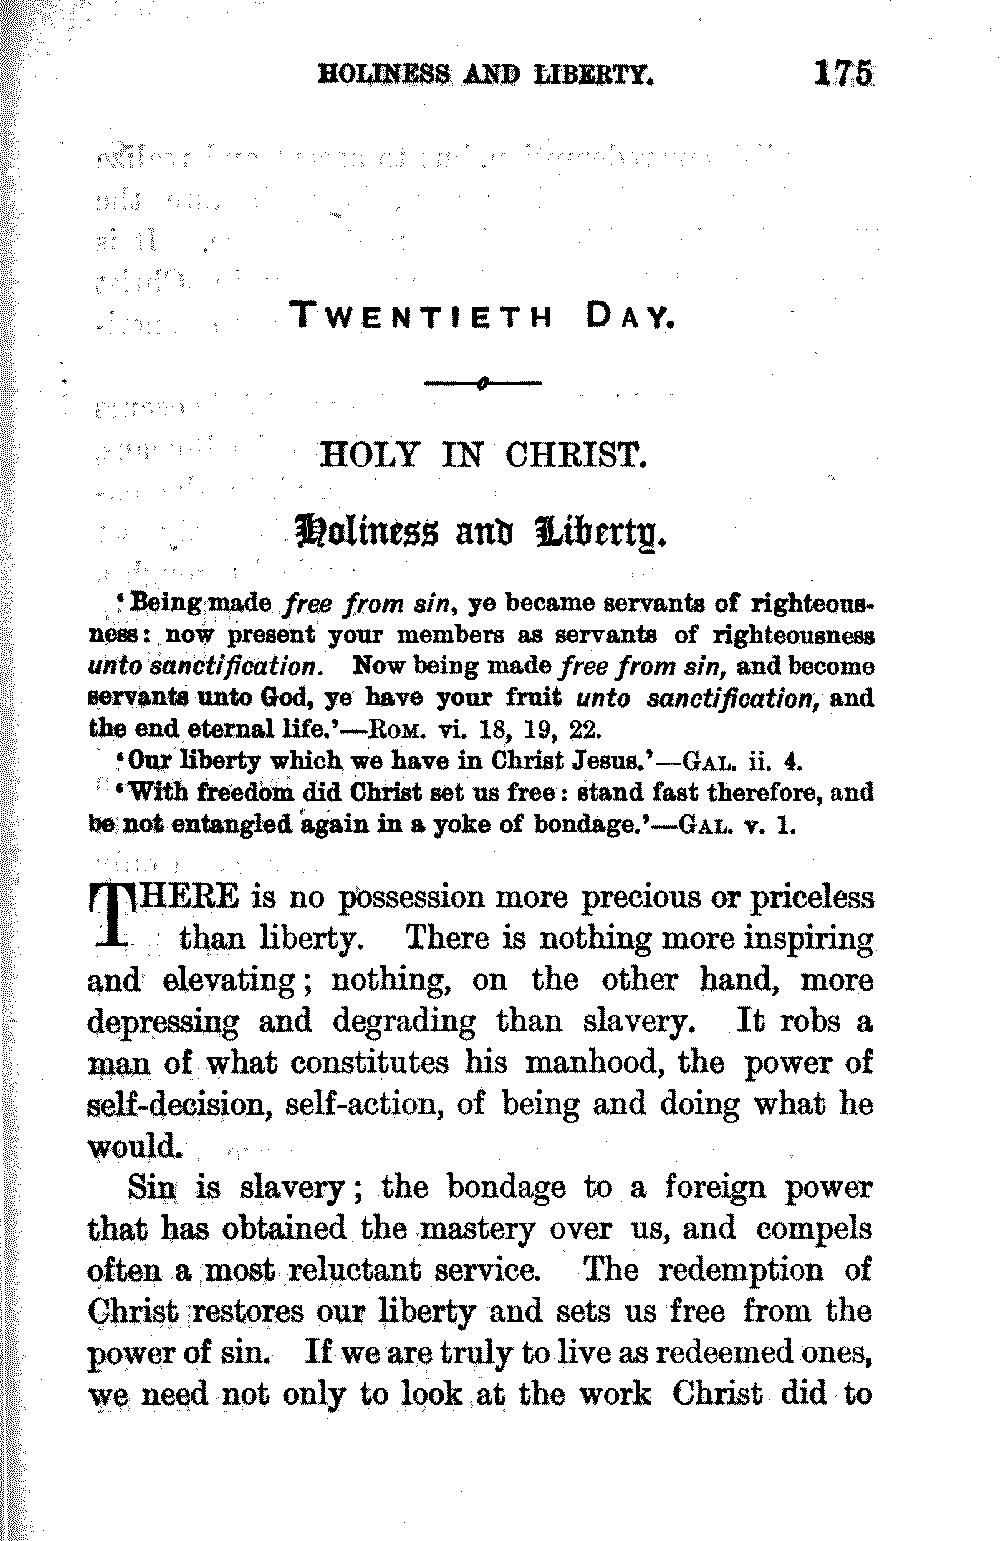 HOLINESS AND LIBERTY. 175
TWENTIETH DAY.
HOLY IN CHRIST.
Holiness and Liberty.
‘Being made free from sin, ye became servants of righteous-
ness: now present your members as servants of righteousness
unto sanctification. Now being made free from sin, and become
servants unto God, ye have your fruit unto sanctification, and
the end eternal life.’—ROM. vi. 18, 19, 22.
‘Our liberty which we have in Christ Jesus.’—GAL. ii. 4.
‘With freedom did Christ set us free: stand fast therefore, and
be not entangled again in a yoke of bondage.’—GAL. v. 1.
THERE is no possession more precious or priceless
than liberty. There is nothing more inspiring
and elevating; nothing, on the other hand, more
depressing and degrading than slavery. It robs a
man of what constitutes his manhood, the power of
self-decision, self-action, of being and doing what he
would.
Sin is slavery; the bondage to a foreign power
that has obtained the mastery over us, and compels
often a most reluctant service. The redemption of
Christ restores our liberty and sets us free from the
power of sin. If we are truly to live as redeemed ones,
we need not only to look at the work Christ did to